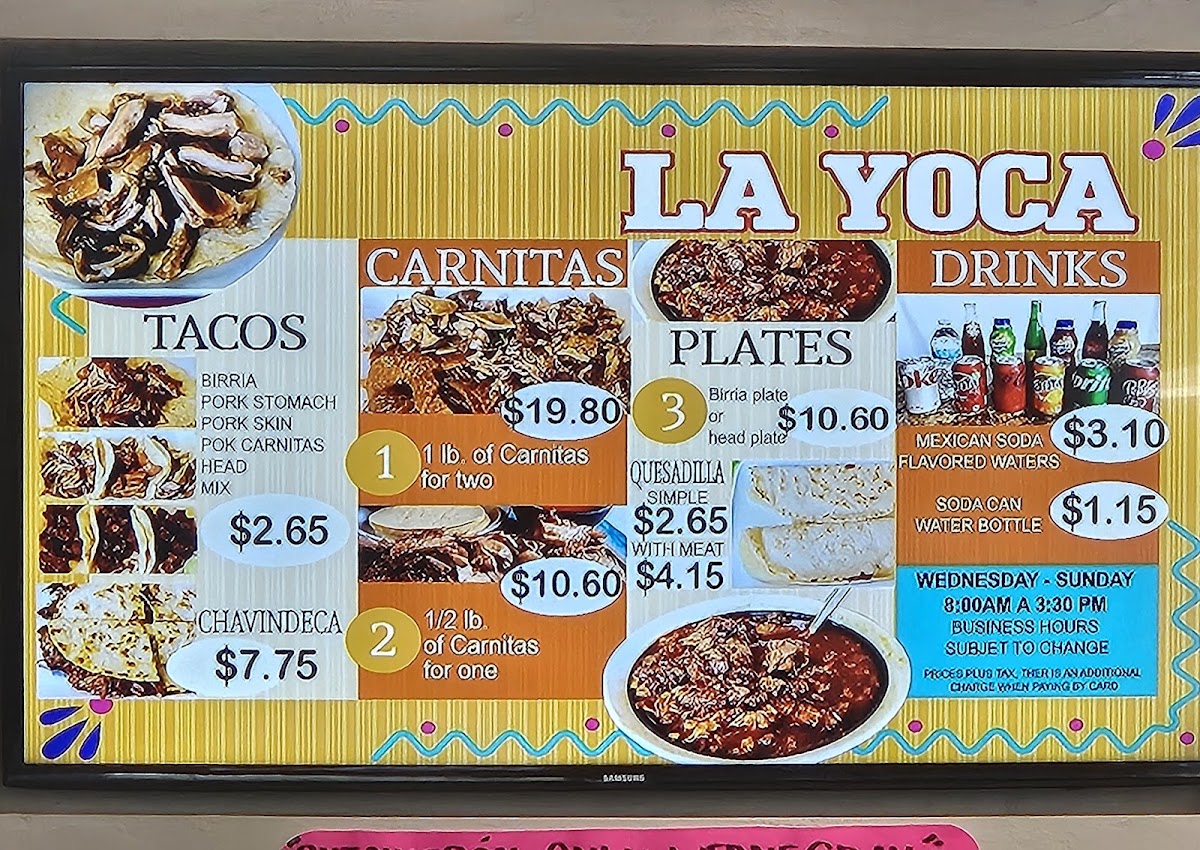 LA YOCA
TACOS
BIRRIA
PORK STOMACH
PORK SKIN
POK CARNITAS
HEAD
MIX
$2.65
CHAVINDECA
$7.75
CARNITAS
$19.80
1
1 lb. of Carnitas
for two
$10.60
2
1/2 lb.
of Carnitas
for one
PLATES
3
Birria plate
or
head plate
$10.60
QUESADILLA
SIMPLE
$2.65
WITH MEAT
$4.15
DRINKS
MEXICAN SODA
FLAVORED WATERS
$3.10
SODA CAN
WATER BOTTLE
$1.15
WEDNESDAY - SUNDAY
8:00AM A 3:30 PM
BUSINESS HOURS
SUBJET TO CHANGE
PRICES PLUS TAX, THER IS AN ADDITIONAL
CHARGE WHEN PAYING BY CARD
SAMSUNG